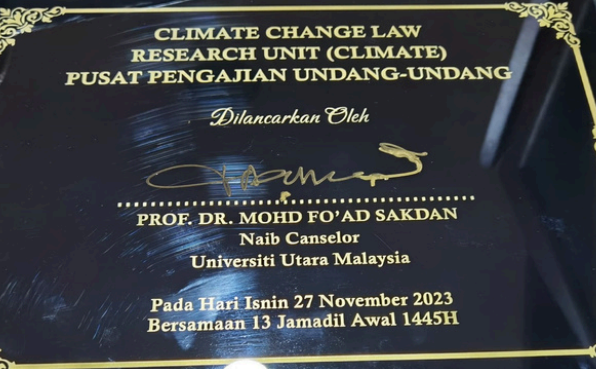 CLIMATE CHANGE LAW
RESEARCH UNIT (CLIMATE)
PUSAT PENGAJIAN UNDANG-UNDANG
Dilancarkan Oleh
PROF. DR. MOHD FO'AD SAKDAN
Naib Canselor
Universiti Utara Malaysia
Pada Hari Isnin 27 November 2023
Bersamaan 13 Jamadil Awal 1445H